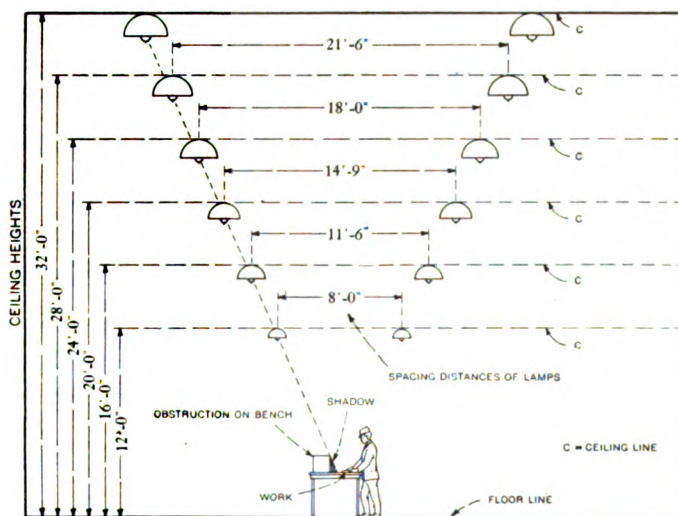 C
21'-6"
C
18'-0"
C
14'-9"
C
11'-6"
C
8'-0"
C
CEILING HEIGHTS
32'-0"
28'-0"
24'-0"
20'-0"
16'-0"
12'-0"
SPACING DISTANCES OF LAMPS
OBSTRUCTION ON BENCH
SHADOW
C = CEILING LINE
WORK
FLOOR LINE